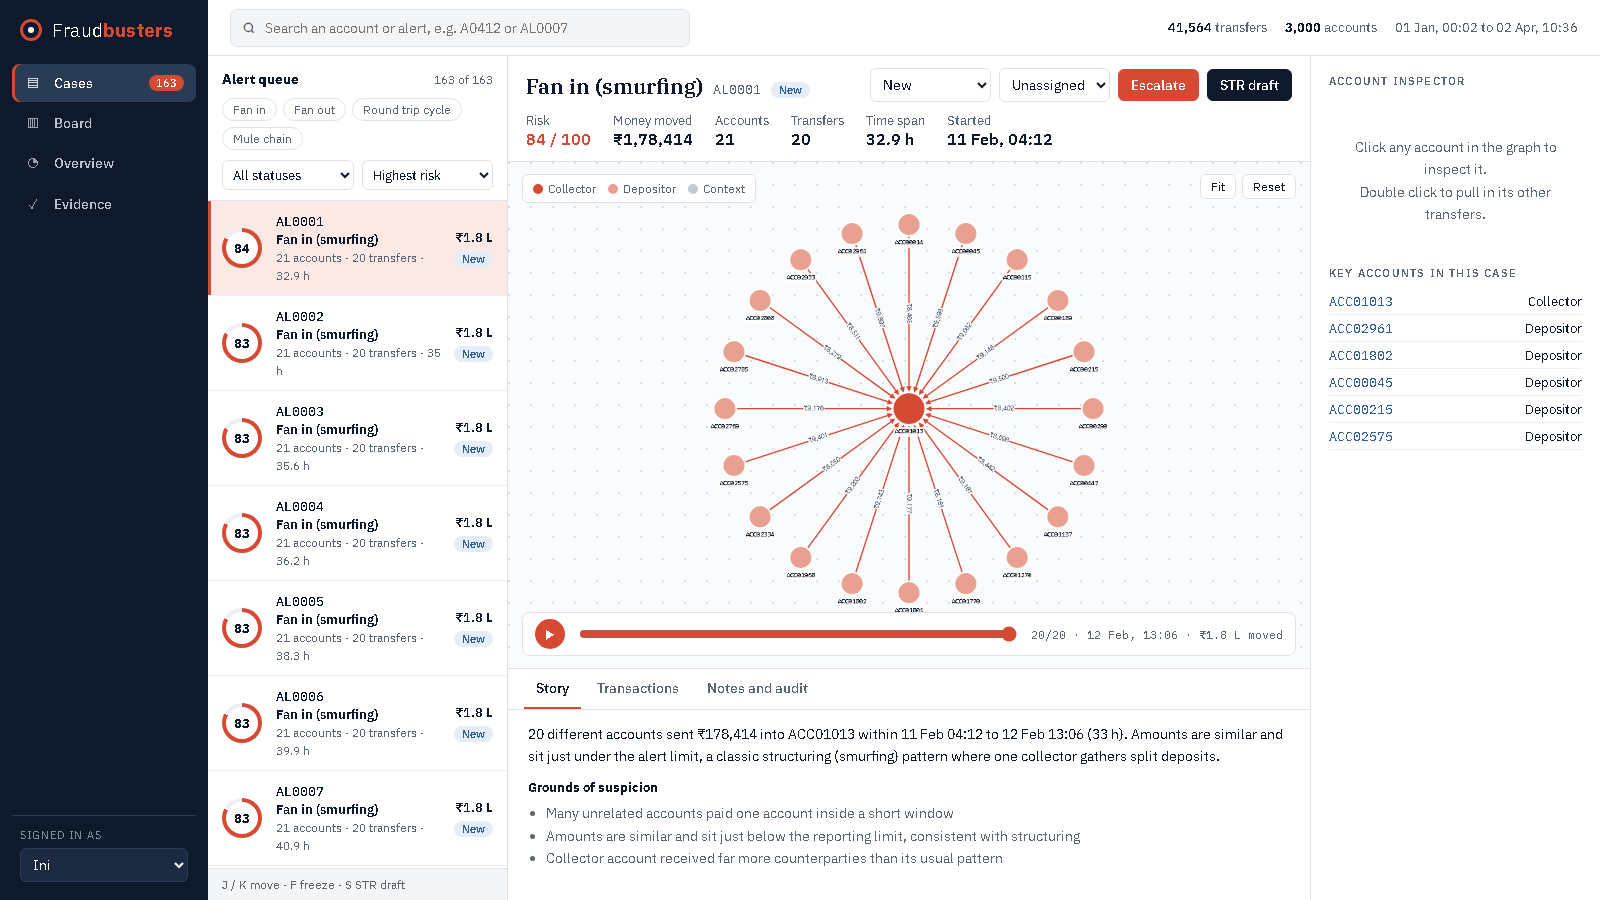 Fraudbusters
Search an account or alert, e.g. A0412 or AL0007
41,564 transfers 3,000 accounts 01 Jan, 00:02 to 02 Apr, 10:36
Cases 163
Board
Overview
Evidence
SIGNED IN AS
Ini
Alert queue 163 of 163
Fan in Fan out Round trip cycle
Mule chain
All statuses Highest risk
84
AL0001
Fan in (smurfing)
21 accounts · 20 transfers · 32.9 h
₹1.8 L
New
83
AL0002
Fan in (smurfing)
21 accounts · 20 transfers · 35 h
₹1.8 L
New
83
AL0003
Fan in (smurfing)
21 accounts · 20 transfers · 35.6 h
₹1.8 L
New
83
AL0004
Fan in (smurfing)
21 accounts · 20 transfers · 36.2 h
₹1.8 L
New
83
AL0005
Fan in (smurfing)
21 accounts · 20 transfers · 38.3 h
₹1.8 L
New
83
AL0006
Fan in (smurfing)
21 accounts · 20 transfers · 39.9 h
₹1.8 L
New
83
AL0007
Fan in (smurfing)
21 accounts · 20 transfers · 40.9 h
₹1.8 L
New
J / K move · F freeze · S STR draft
Fan in (smurfing) AL0001 New
New Unassigned Escalate STR draft
Risk Money moved Accounts Transfers Time span Started
84 / 100 ₹1,78,414 21 20 32.9 h 11 Feb, 04:12
Collector Depositor Context
Fit Reset
ACC02961
ACC00045
ACC02933
ACC00115
ACC00215
ACC02575
ACC01013
ACC01802
20/20 · 12 Feb, 13:06 · ₹1.8 L moved
Story Transactions Notes and audit
20 different accounts sent ₹178,414 into ACC01013 within 11 Feb 04:12 to 12 Feb 13:06 (33 h). Amounts are similar and
sit just under the alert limit, a classic structuring (smurfing) pattern where one collector gathers split deposits.
Grounds of suspicion
• Many unrelated accounts paid one account inside a short window
• Amounts are similar and sit just below the reporting limit, consistent with structuring
• Collector account received far more counterparties than its usual pattern
ACCOUNT INSPECTOR
Click any account in the graph to
inspect it.
Double click to pull in its other
transfers.
KEY ACCOUNTS IN THIS CASE
ACC01013 Collector
ACC02961 Depositor
ACC01802 Depositor
ACC00045 Depositor
ACC00215 Depositor
ACC02575 Depositor